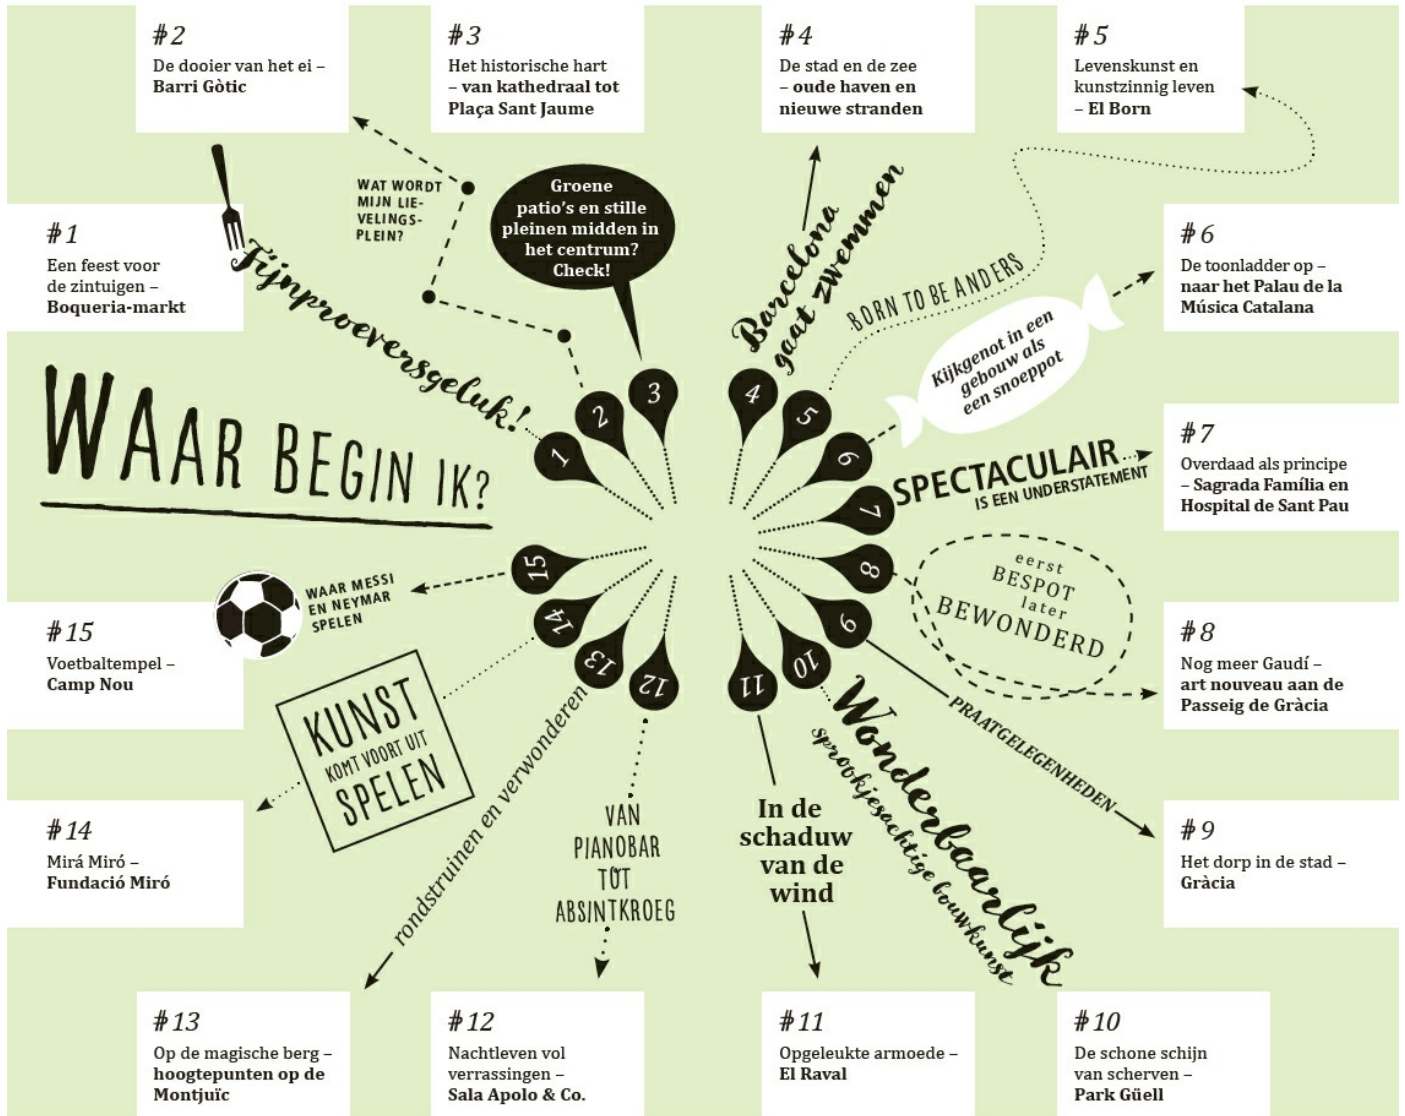 #2
De dooier van het ei –
Barri Gòtic
#3
Het historische hart
– van kathedraal tot
Plaça Sant Jaume
#4
De stad en de zee
– oude haven en
nieuwe stranden
#5
Levenskunst en
kunstzinnig leven
– El Born
#1
Een feest voor
de zintuigen –
Boqueria-markt
Fijnproeversgeluk!
WAT WORDT
MIJN LIE-
VELINGS-
PLEIN?
Groene
patio's en stille
pleinen midden in
het centrum?
Check!
Barcelona
gaat zwemmen
BORN TO BE ANDERS
Kijkgenot in een
gebouw als
een snoeppot
#6
De toonladder op –
naar het Palau de la
Música Catalana
WAAR BEGIN IK?
1
2
3
4
5
6
7
8
9
10
11
12
13
14
15
SPECTACULAIR
IS EEN UNDERSTATEMENT
#7
Overdaad als principe
– Sagrada Família en
Hospital de Sant Pau
eerst
BESPOT
later
BEWONDERD
#8
Nog meer Gaudí –
art nouveau aan de
Passeig de Gràcia
WAAR MESSI
EN NEYMAR
SPELEN
#15
Voetbaltempel –
Camp Nou
KUNST
KOMT VOORT UIT
SPELEN
#14
Mirá Miró –
Fundació Miró
rondstruinen en verwonderen
VAN
PIANOBAR
TOT
ABSINTKROEG
In de
schaduw
van de
wind
Wonderbaarlijk
sprookjesachtige bouwkunst
PRAATGELEGENHEDEN
#9
Het dorp in de stad –
Gràcia
#13
Op de magische berg –
hoogtepunten op de
Montjuïc
#12
Nachtleven vol
verrassingen –
Sala Apolo & Co.
#11
Opgeleukte armoede –
El Raval
#10
De schone schijn
van scherven –
Park Güell